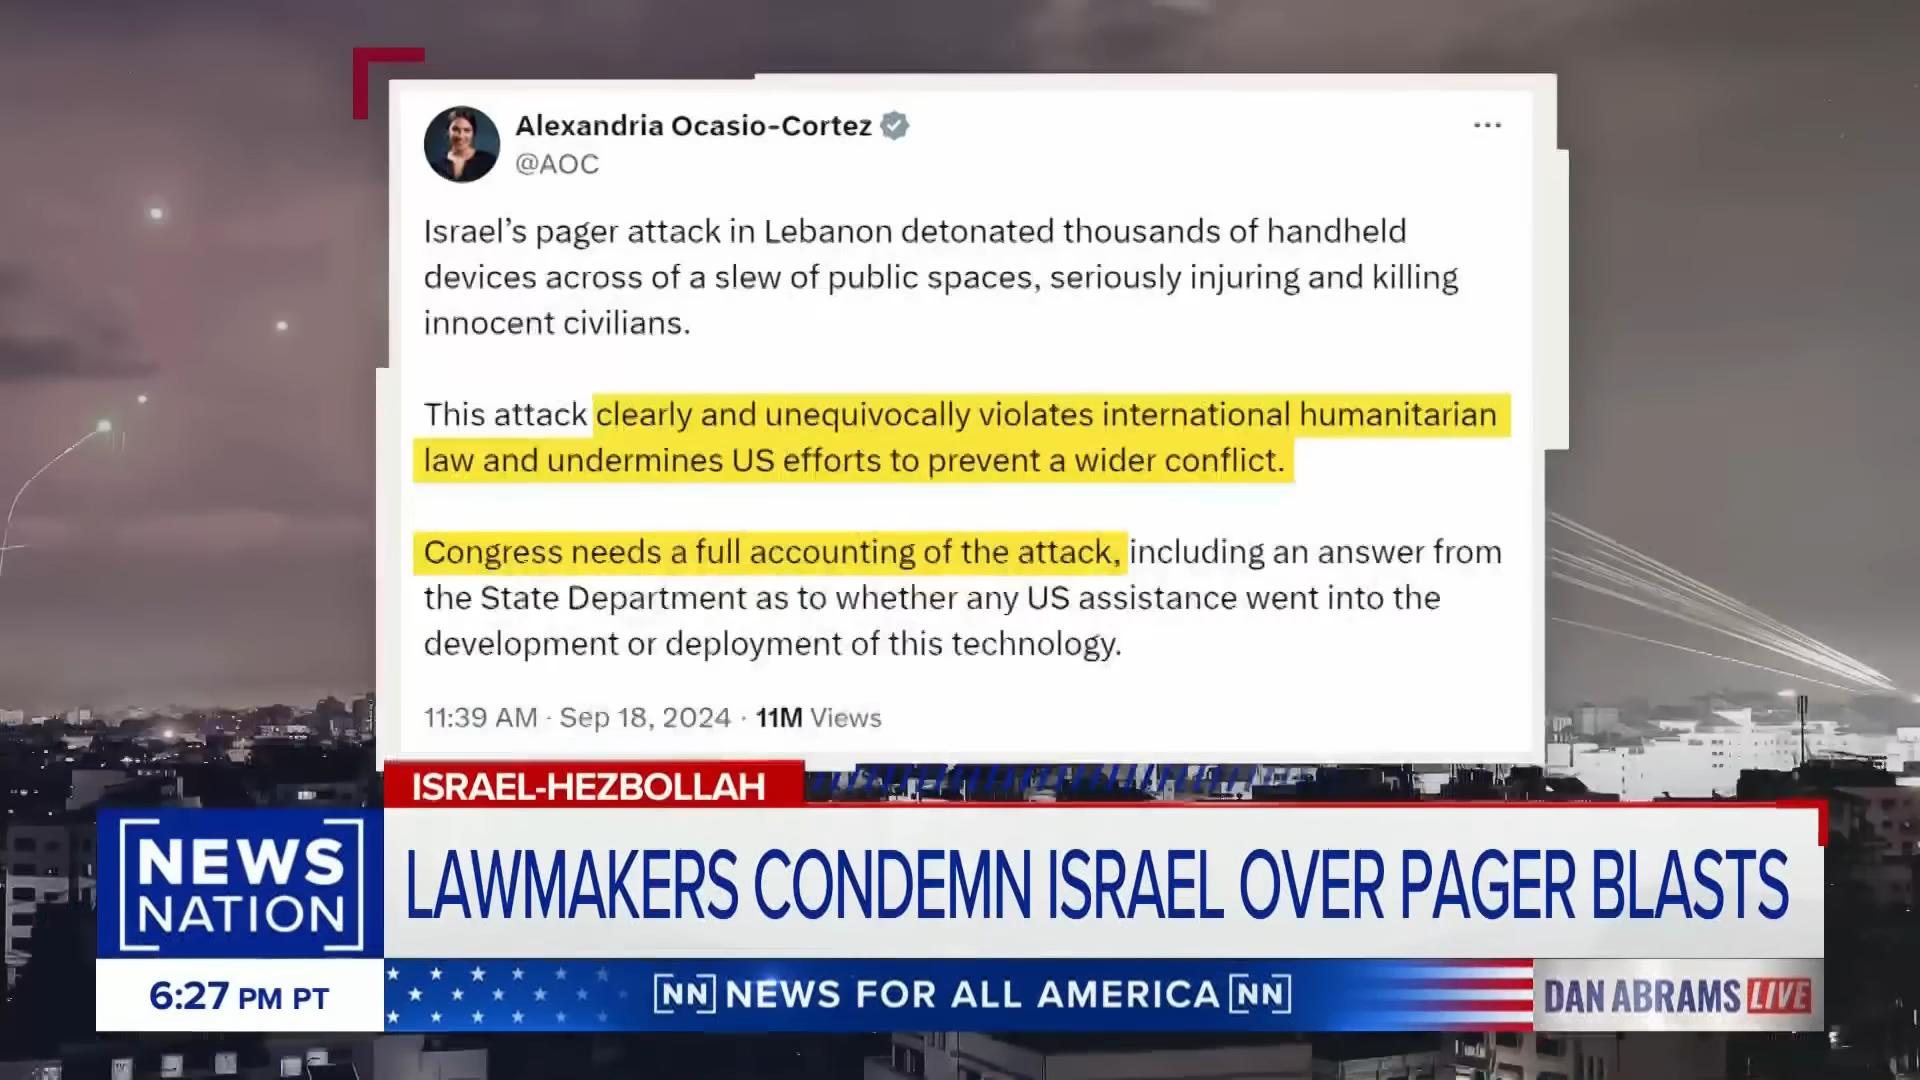 Alexandria Ocasio-Cortez
@AOC
Israel's pager attack in Lebanon detonated thousands of handheld
devices across of a slew of public spaces, seriously injuring and killing
innocent civilians.
This attack clearly and unequivocally violates international humanitarian
law and undermines US efforts to prevent a wider conflict.
Congress needs a full accounting of the attack, including an answer from
the State Department as to whether any US assistance went into the
development or deployment of this technology.
11:39 AM · Sep 18, 2024 · 11M Views
ISRAEL-HEZBOLLAH
NEWS
NATION
LAWMAKERS CONDEMN ISRAEL OVER PAGER BLASTS
6:27 PM PT
NN NEWS FOR ALL AMERICA NN
DAN ABRAMS LIVE